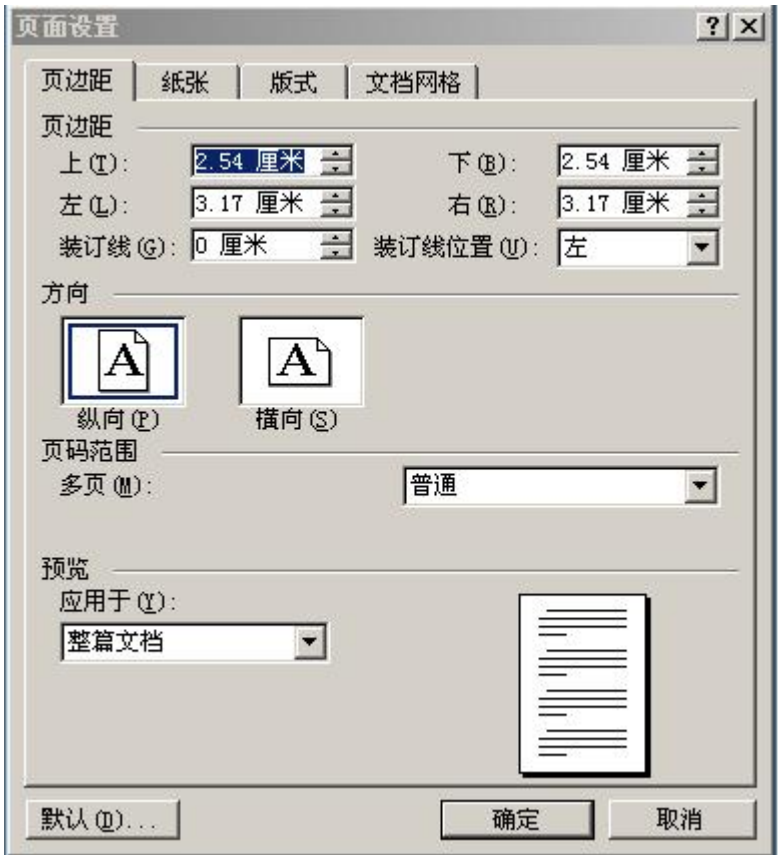 页面设置
页边距 纸张 版式 文档网格
页边距
上(T): 2.54 厘米 下(B): 2.54 厘米
左(L): 3.17 厘米 右(R): 3.17 厘米
装订线(G): 0 厘米 装订线位置(U): 左
方向
A A
纵向(P) 横向(S)
页码范围
多页(M): 普通
预览
应用于(Y):
整篇文档
默认(D)... 确定 取消